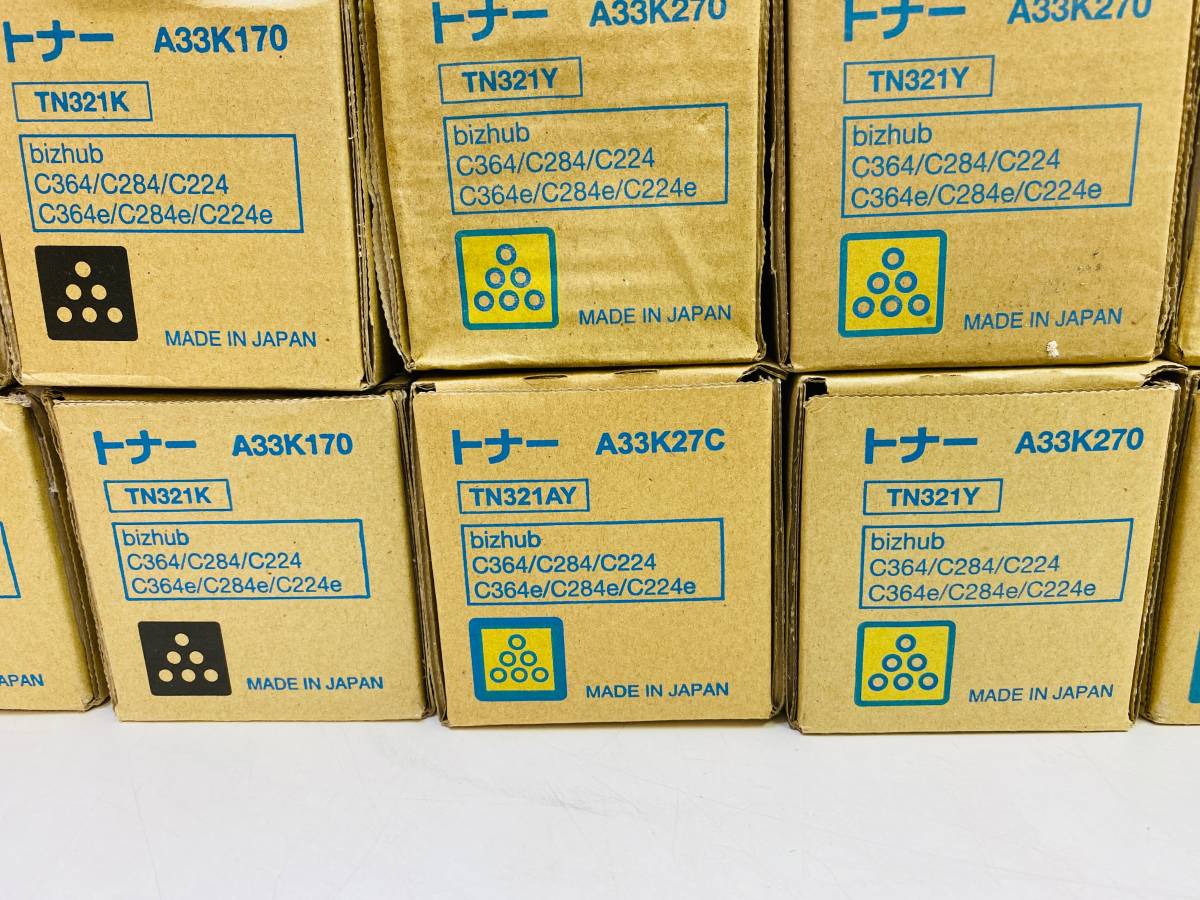 トナー A33K170
TN321K
bizhub
C364/C284/C224
C364e/C284e/C224e
MADE IN JAPAN
トナー A33K270
TN321Y
bizhub
C364/C284/C224
C364e/C284e/C224e
MADE IN JAPAN
トナー A33K270
TN321Y
bizhub
C364/C284/C224
C364e/C284e/C224e
MADE IN JAPAN
APAN
トナー A33K170
TN321K
bizhub
C364/C284/C224
C364e/C284e/C224e
MADE IN JAPAN
トナー A33K27C
TN321AY
bizhub
C364/C284/C224
C364e/C284e/C224e
MADE IN JAPAN
トナー A33K270
TN321Y
bizhub
C364/C284/C224
C364e/C284e/C224e
MADE IN JAPAN